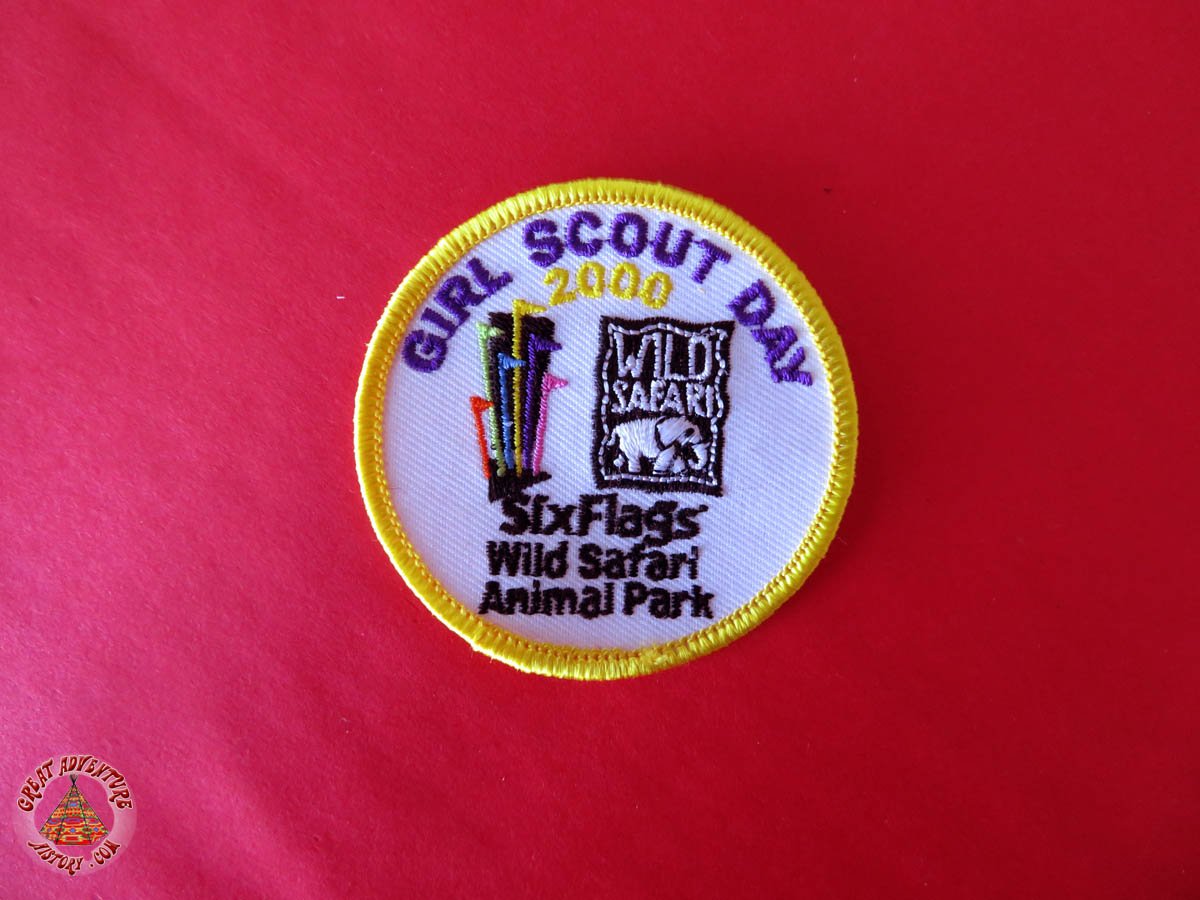 GIRL SCOUT DAY
2000
WILD
SAFARI
SixFlags
Wild Safari
Animal Park
GREAT ADVENTURE
HISTORY.COM